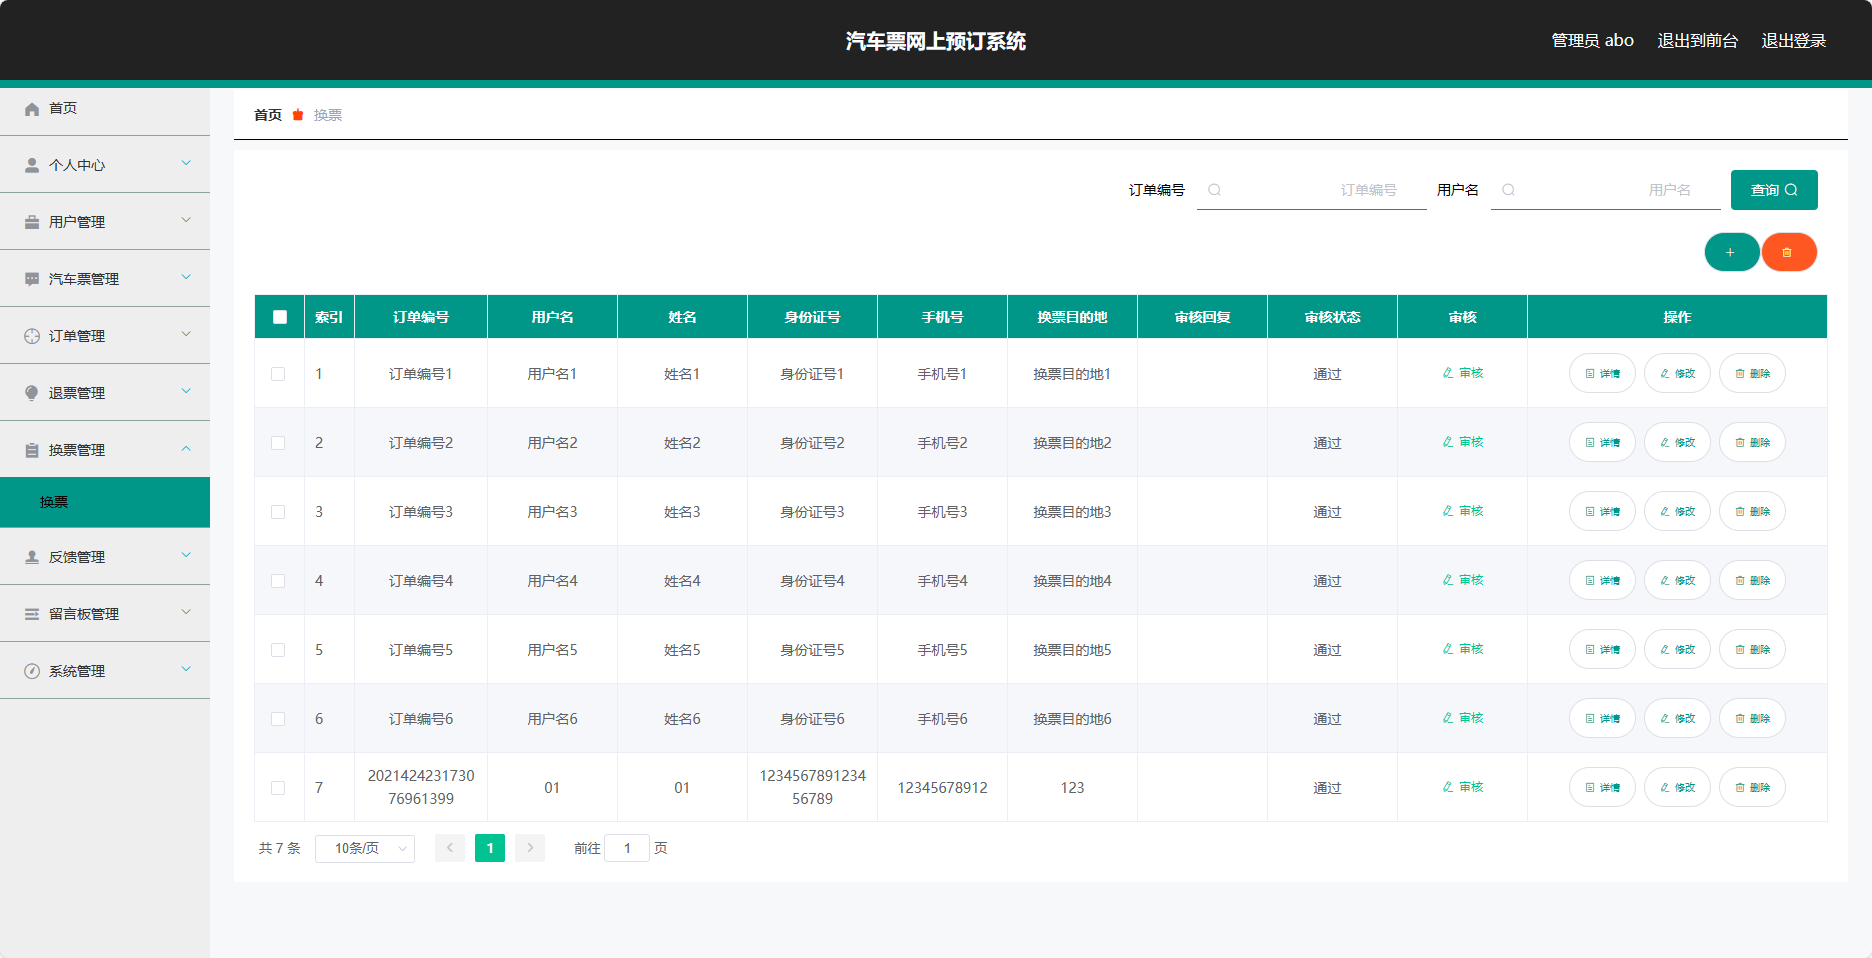 汽车票网上预订系统
管理员 abo 退出到前台 退出登录
首页
个人中心
用户管理
汽车票管理
订单管理
退票管理
换票管理
换票
反馈管理
留言板管理
系统管理
首页 换票
订单编号 订单编号 用户名 用户名 查询
索引 订单编号 用户名 姓名 身份证号 手机号 换票目的地 审核回复 审核状态 审核 操作
1 订单编号1 用户名1 姓名1 身份证号1 手机号1 换票目的地1 通过 审核 详情 修改 删除
2 订单编号2 用户名2 姓名2 身份证号2 手机号2 换票目的地2 通过 审核 详情 修改 删除
3 订单编号3 用户名3 姓名3 身份证号3 手机号3 换票目的地3 通过 审核 详情 修改 删除
4 订单编号4 用户名4 姓名4 身份证号4 手机号4 换票目的地4 通过 审核 详情 修改 删除
5 订单编号5 用户名5 姓名5 身份证号5 手机号5 换票目的地5 通过 审核 详情 修改 删除
6 订单编号6 用户名6 姓名6 身份证号6 手机号6 换票目的地6 通过 审核 详情 修改 删除
7 2021424231730 01 01 1234567891234 12345678912 123 通过 审核 详情 修改 删除
76961399 56789
共 7 条 10条/页 1 前往 1 页